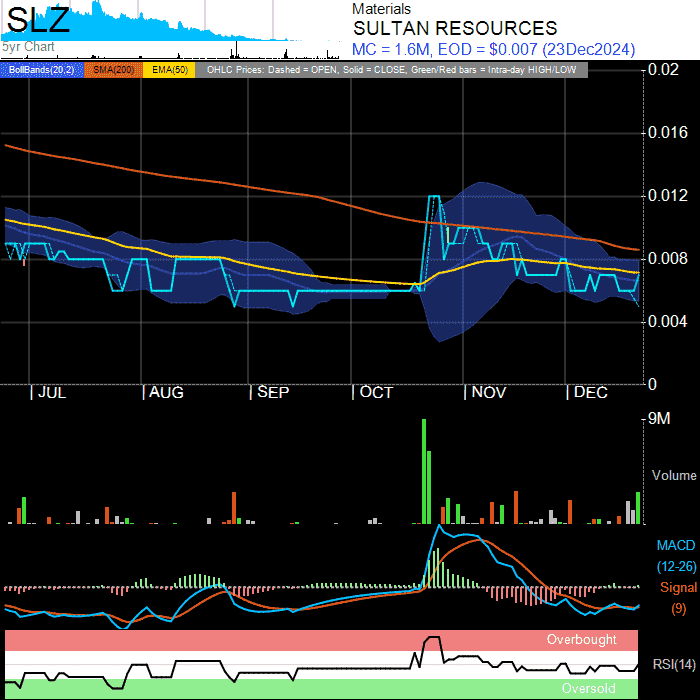 SLZ
5yr Chart
Materials
SULTAN RESOURCES
MC = 1.6M, EOD = $0.007 (23Dec2024)
BollBands(20,2) SMA(200) EMA(50) OHLC Prices: Dashed = OPEN, Solid = CLOSE, Green/Red bars = Intra-day HIGH/LOW
0.02
0.016
0.012
0.008
0.004
0
| JUL | AUG | SEP | OCT | NOV | DEC
9M
Volume
MACD
(12-26)
Signal
(9)
Overbought
RSI(14)
Oversold